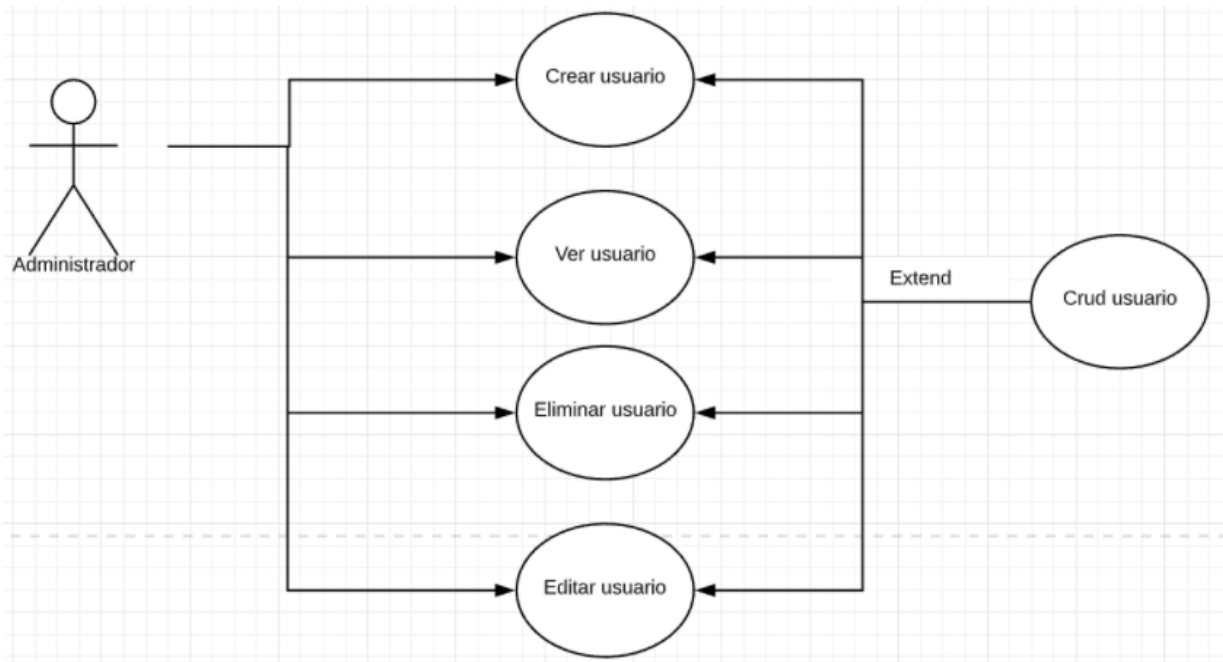 Crear usuario
Administrador
Ver usuario
Extend
Crud usuario
Eliminar usuario
Editar usuario